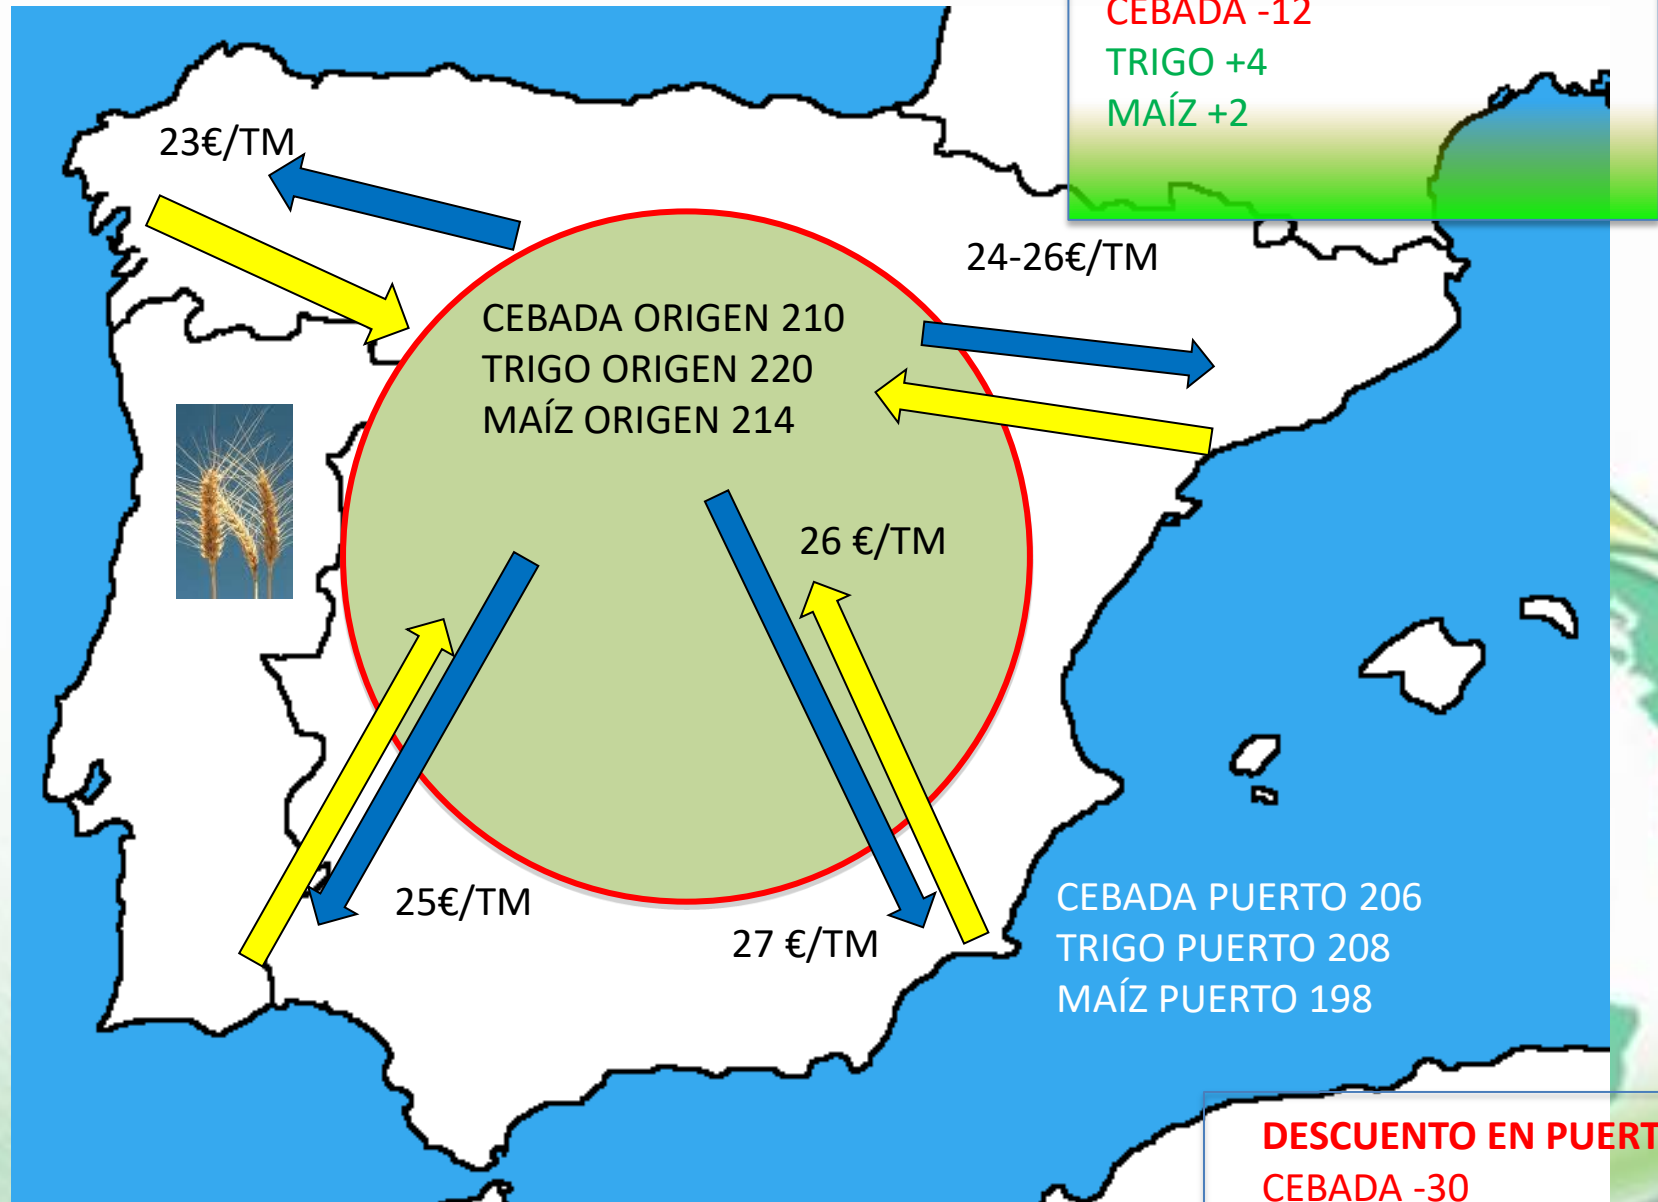 CEBADA -12
TRIGO +4
MAÍZ +2
23€/TM
24-26€/TM
CEBADA ORIGEN 210
TRIGO ORIGEN 220
MAÍZ ORIGEN 214
26 €/TM
25€/TM
27 €/TM
CEBADA PUERTO 206
TRIGO PUERTO 208
MAÍZ PUERTO 198
DESCUENTO EN PUERT
CEBADA -30